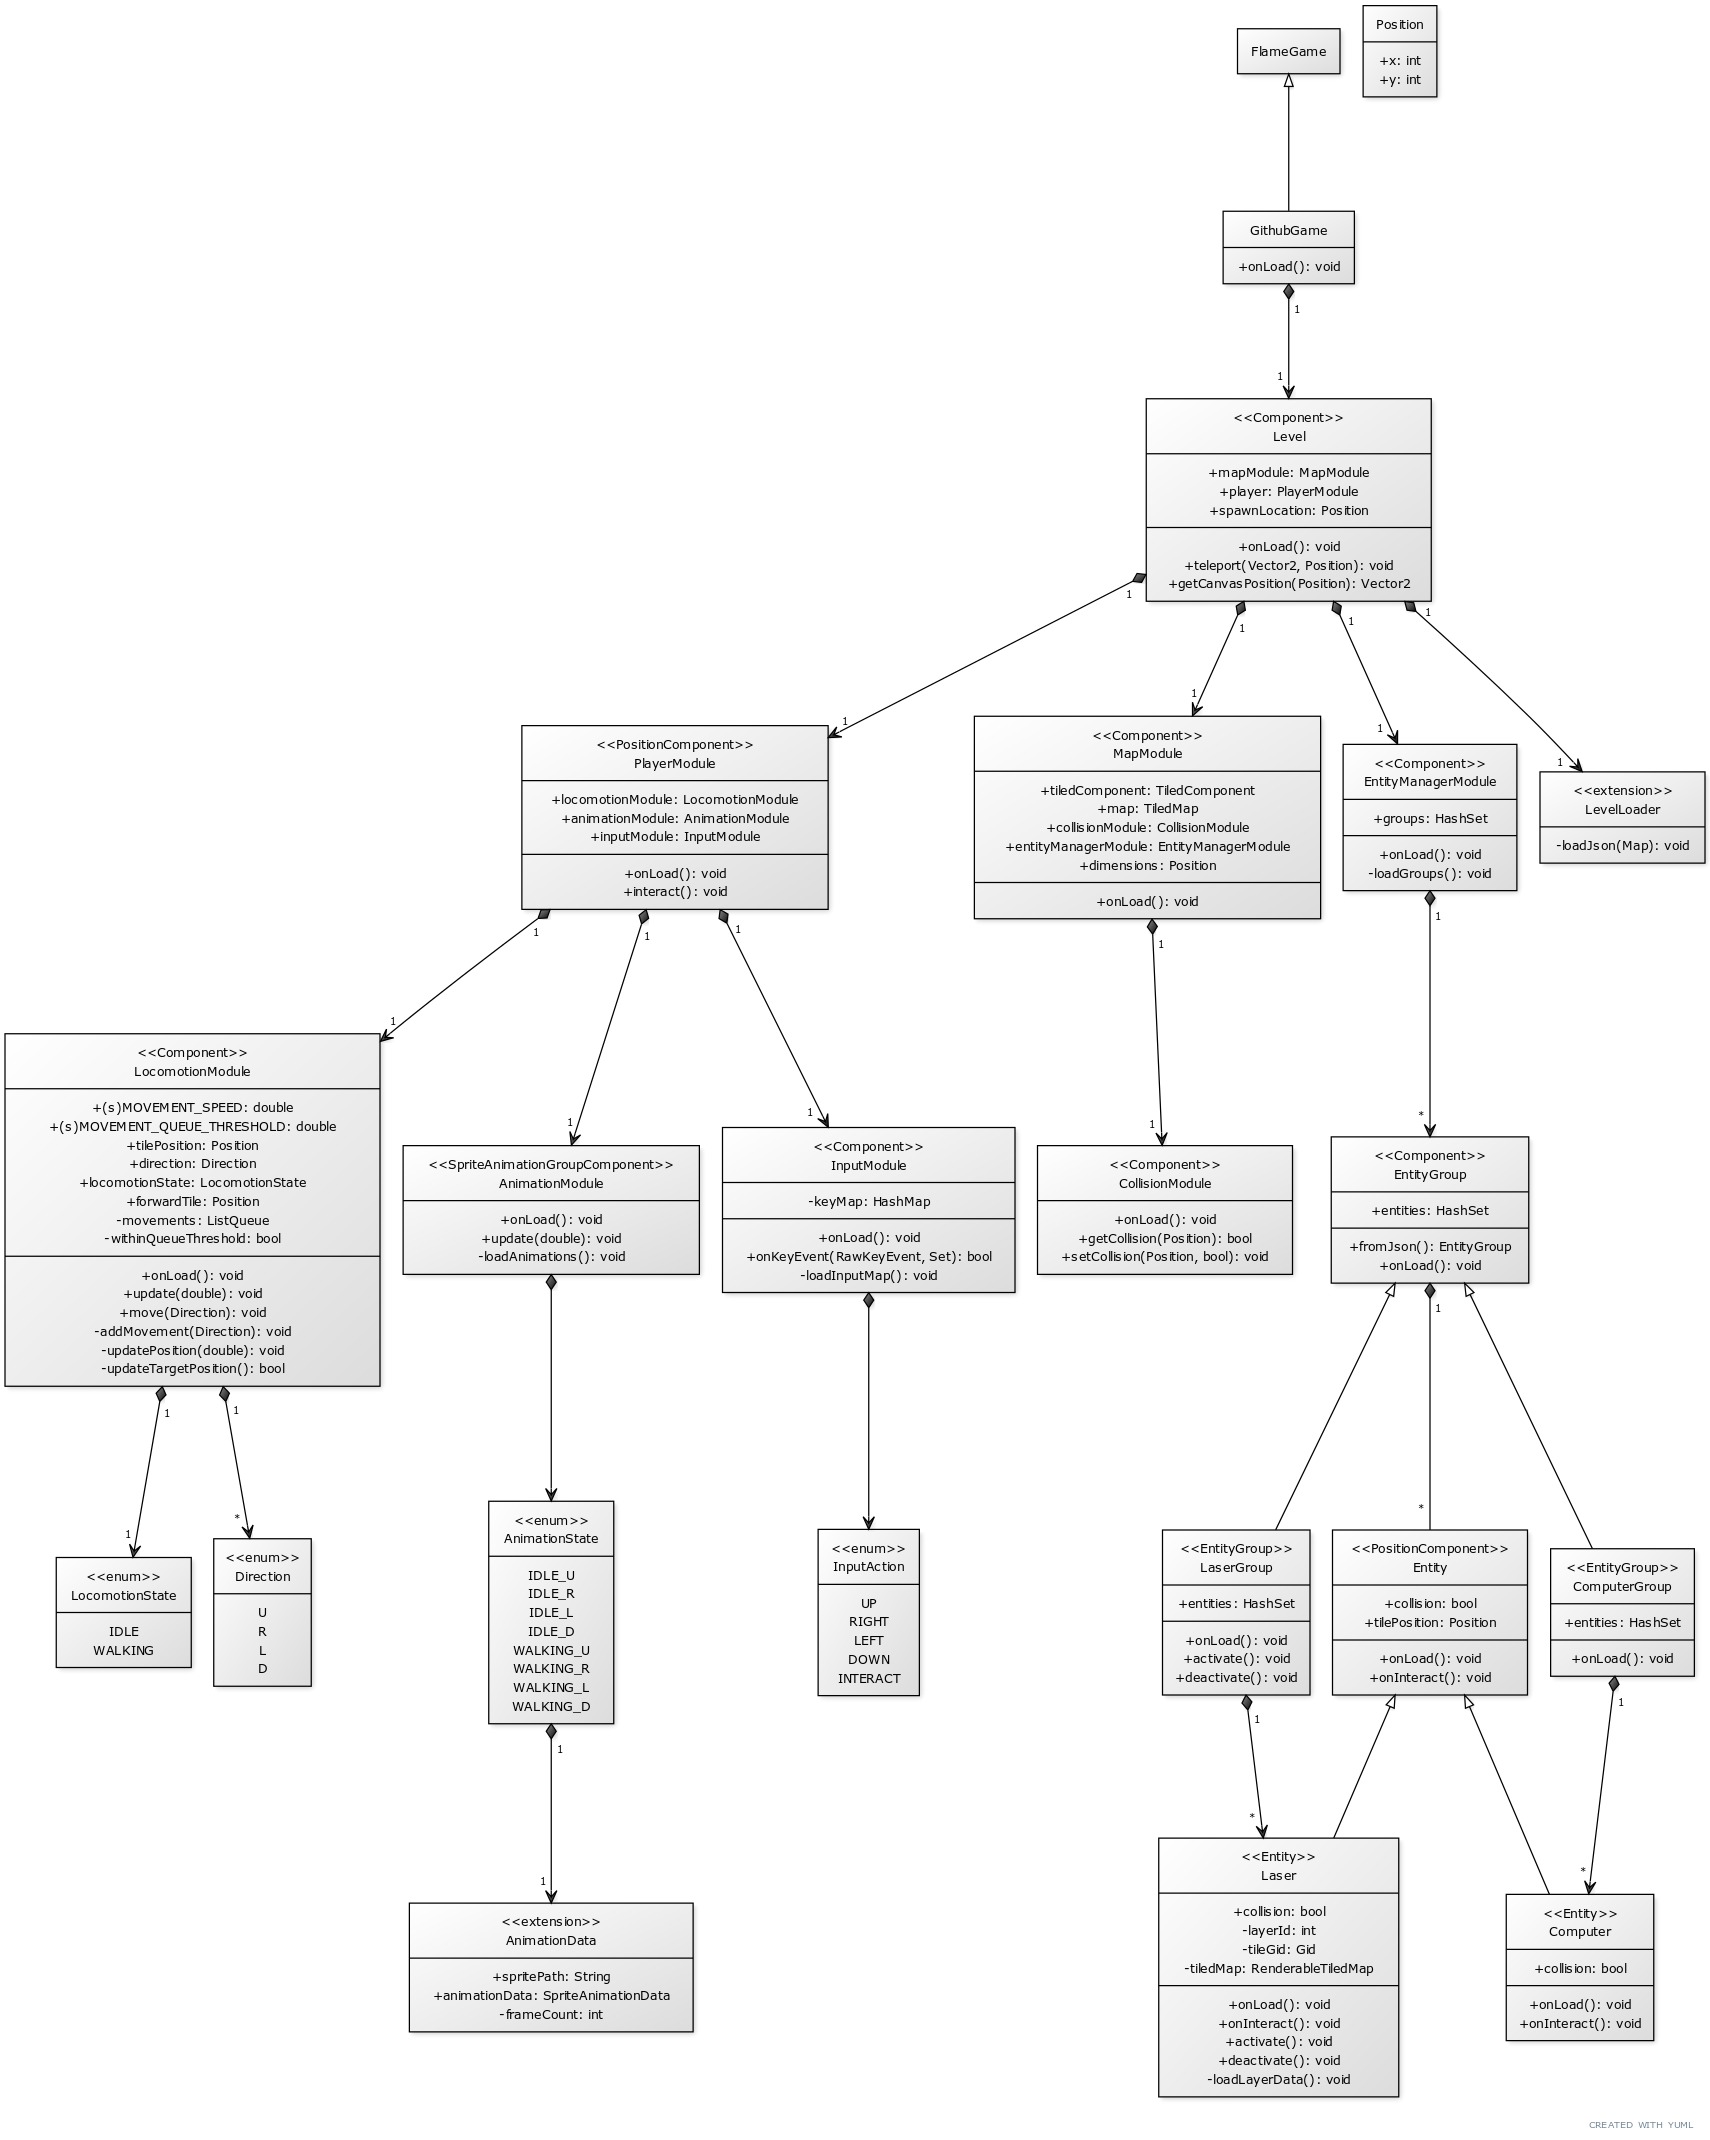 FlameGame
Position
+x: int
+y: int
GithubGame
+onLoad(): void
1
1
<<Component>>
Level
+mapModule: MapModule
+player: PlayerModule
+spawnLocation: Position
+onLoad(): void
+teleport(Vector2, Position): void
+getCanvasPosition(Position): Vector2
1
1
1
1
1
1
1
1
<<PositionComponent>>
PlayerModule
+locomotionModule: LocomotionModule
+animationModule: AnimationModule
+inputModule: InputModule
+onLoad(): void
+interact(): void
<<Component>>
MapModule
+tiledComponent: TiledComponent
+map: TiledMap
+collisionModule: CollisionModule
+entityManagerModule: EntityManagerModule
+dimensions: Position
+onLoad(): void
<<Component>>
EntityManagerModule
+groups: HashSet
+onLoad(): void
-loadGroups(): void
<<extension>>
LevelLoader
-loadJson(Map): void
1
1
1
1
1
1
1
1
1
*
<<Component>>
LocomotionModule
+(s)MOVEMENT_SPEED: double
+(s)MOVEMENT_QUEUE_THRESHOLD: double
+tilePosition: Position
+direction: Direction
+locomotionState: LocomotionState
+forwardTile: Position
-movements: ListQueue
-withinQueueThreshold: bool
+onLoad(): void
+update(double): void
+move(Direction): void
-addMovement(Direction): void
-updatePosition(double): void
-updateTargetPosition(): bool
<<SpriteAnimationGroupComponent>>
AnimationModule
+onLoad(): void
+update(double): void
-loadAnimations(): void
<<Component>>
InputModule
-keyMap: HashMap
+onLoad(): void
+onKeyEvent(RawKeyEvent, Set): bool
-loadInputMap(): void
<<Component>>
CollisionModule
+onLoad(): void
+getCollision(Position): bool
+setCollision(Position, bool): void
<<Component>>
EntityGroup
+entities: HashSet
+fromJson(): EntityGroup
+onLoad(): void
1
1
1
*
1
*
<<enum>>
LocomotionState
IDLE
WALKING
<<enum>>
Direction
U
R
L
D
<<enum>>
AnimationState
IDLE_U
IDLE_R
IDLE_L
IDLE_D
WALKING_U
WALKING_R
WALKING_L
WALKING_D
<<enum>>
InputAction
UP
RIGHT
LEFT
DOWN
INTERACT
<<EntityGroup>>
LaserGroup
+entities: HashSet
+onLoad(): void
+activate(): void
+deactivate(): void
<<PositionComponent>>
Entity
+collision: bool
+tilePosition: Position
+onLoad(): void
+onInteract(): void
<<EntityGroup>>
ComputerGroup
+entities: HashSet
+onLoad(): void
1
1
1
*
1
*
<<extension>>
AnimationData
+spritePath: String
+animationData: SpriteAnimationData
-frameCount: int
<<Entity>>
Laser
+collision: bool
-layerId: int
-tileGid: Gid
-tiledMap: RenderableTiledMap
+onLoad(): void
+onInteract(): void
+activate(): void
+deactivate(): void
-loadLayerData(): void
<<Entity>>
Computer
+collision: bool
+onLoad(): void
+onInteract(): void
CREATED WITH YUML